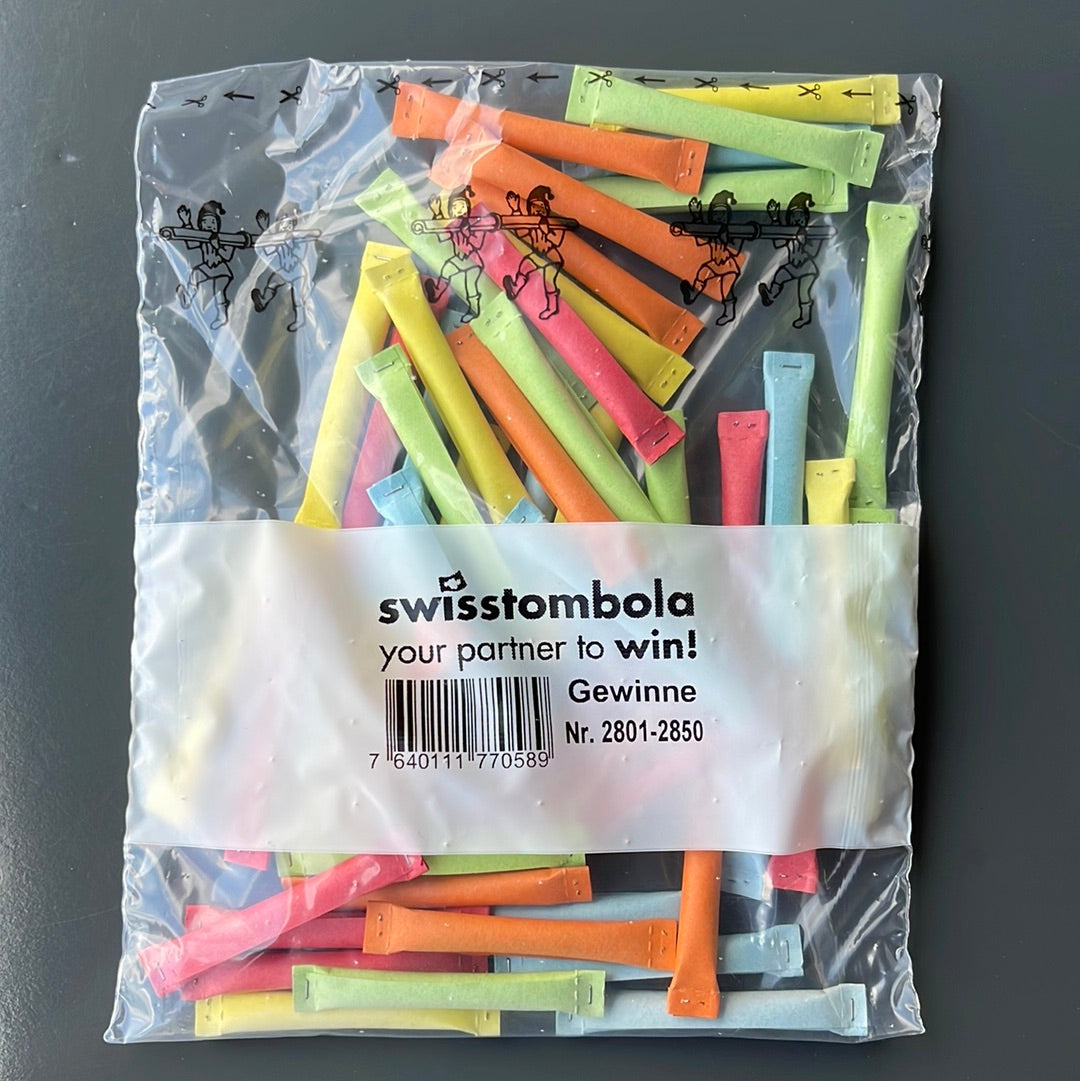 swisstombola
your partner to win!
Gewinne
Nr. 2801-2850
7 640111 770589